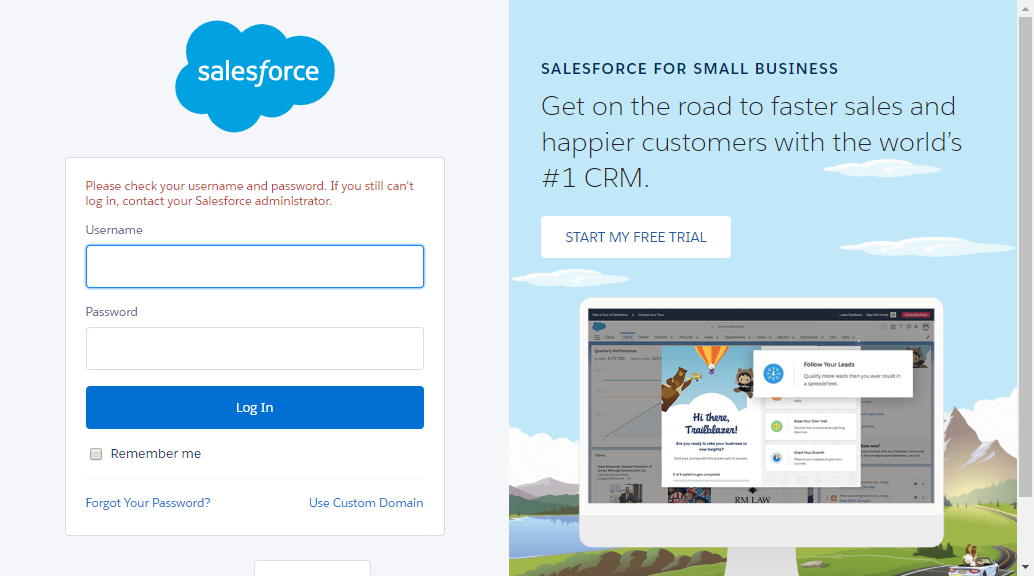 salesforce
Please check your username and password. If you still can't
log in, contact your Salesforce administrator.
Username
Password
Log In
Remember me
Forgot Your Password?
Use Custom Domain
SALESFORCE FOR SMALL BUSINESS
Get on the road to faster sales and
happier customers with the world’s
#1 CRM.
START MY FREE TRIAL
Quarterly Performance
Follow Your Leads
Qualify more leads than you ever could in
a spreadsheet.
Hi there,
Trailblazer!
Are you ready to take your business to
new heights?
Blaze Your Own Trail
Chart Your Growth
RM LAW